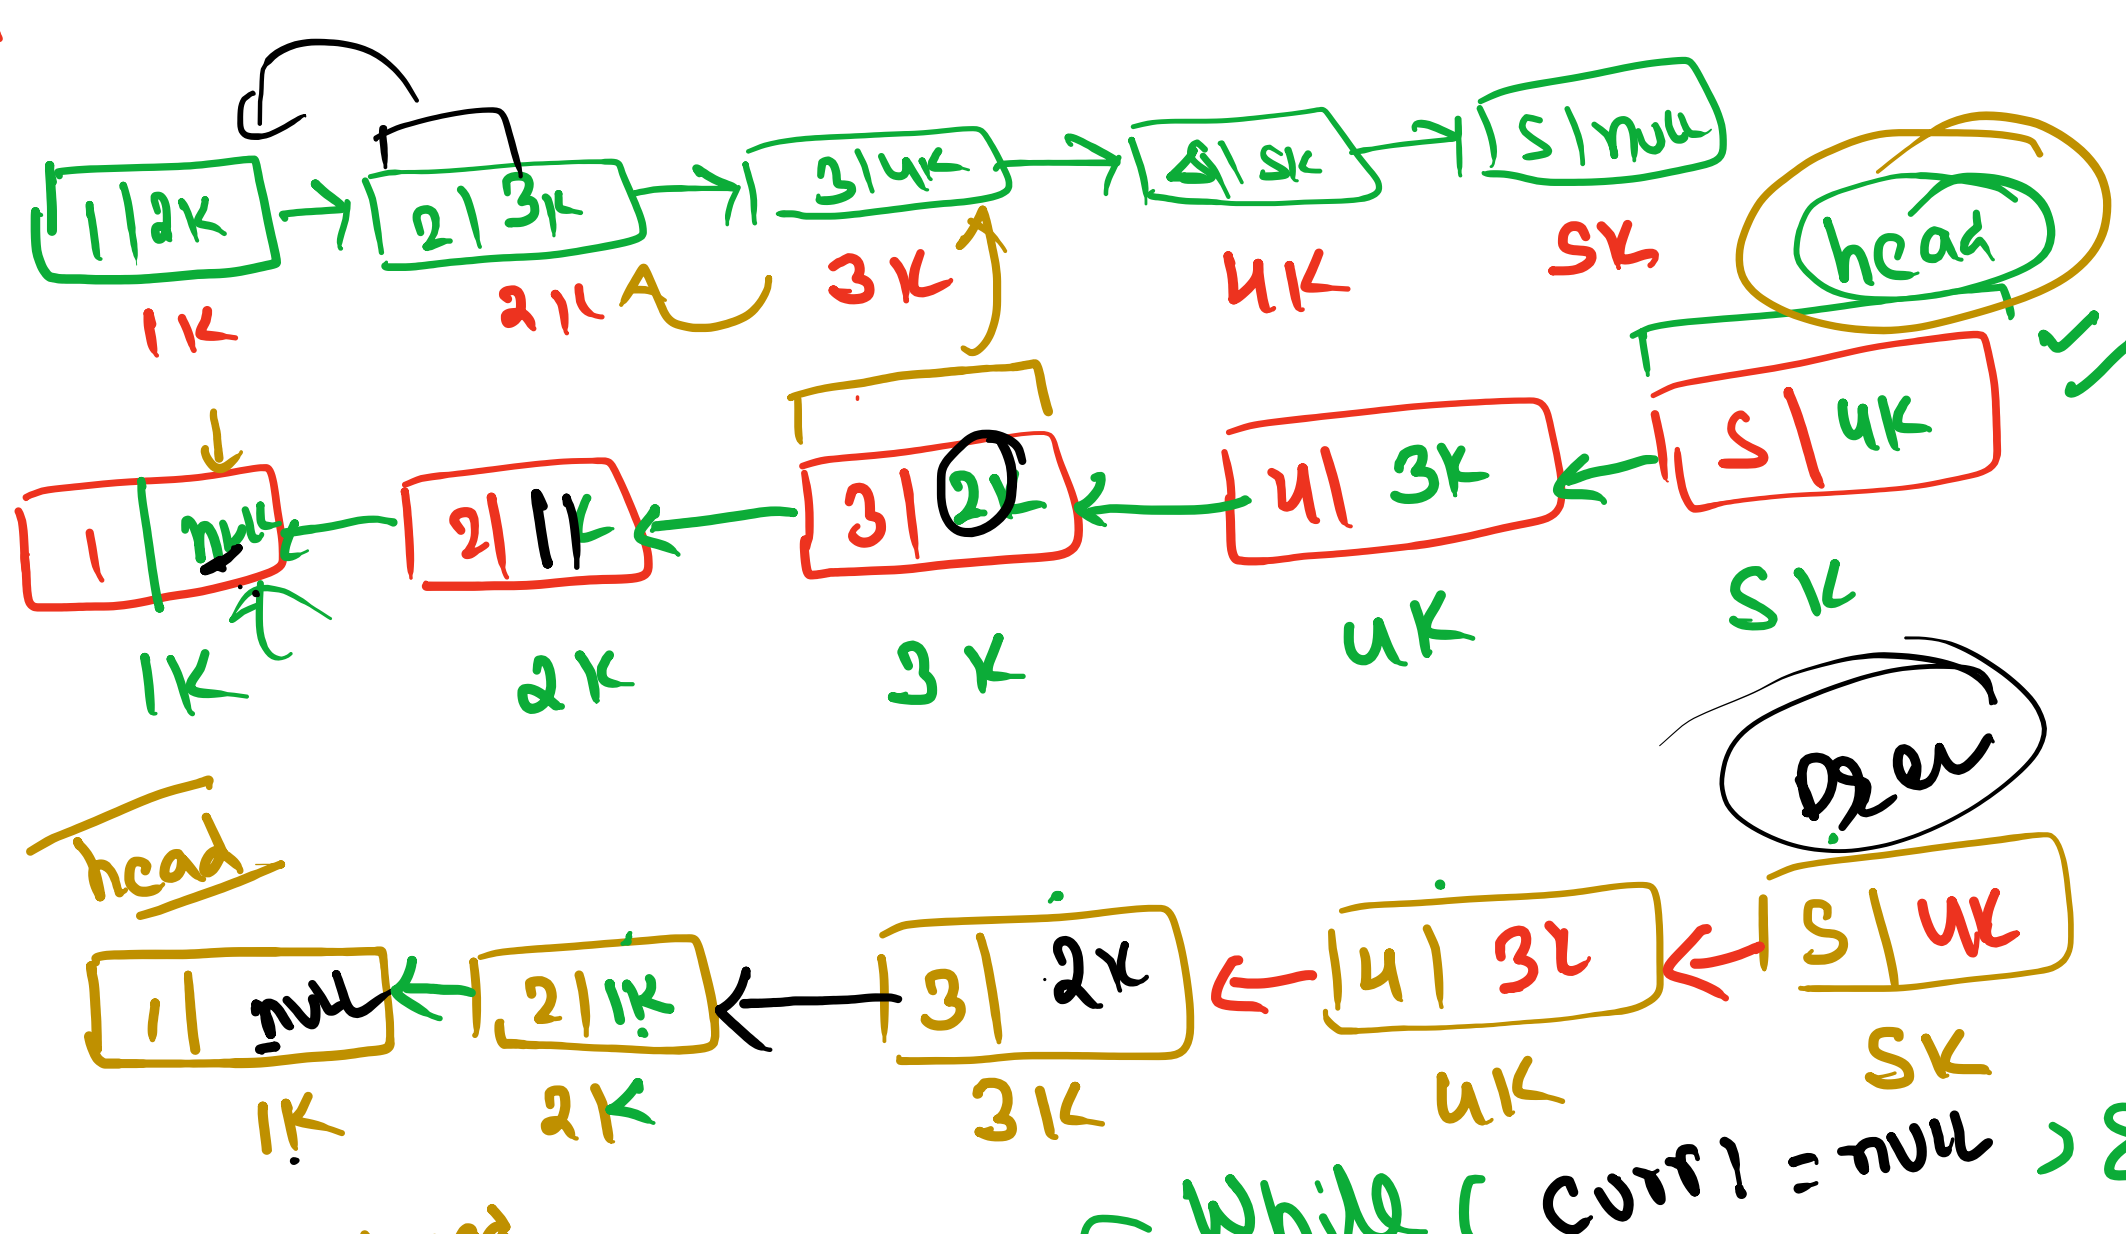 1 | 2K 2 | 3K 3 | 4K 4 | 5K 5 | null
1K 2K 3K 4K 5K head
1 | null 2 | 1K 3 | 2K 4 | 3K 5 | 4K
1K 2K 3K 4K 5K
head prev
1 | null 2 | 1K 3 | 2K 4 | 3K 5 | 4K
1K 2K 3K 4K 5K
While ( curr != null ) {